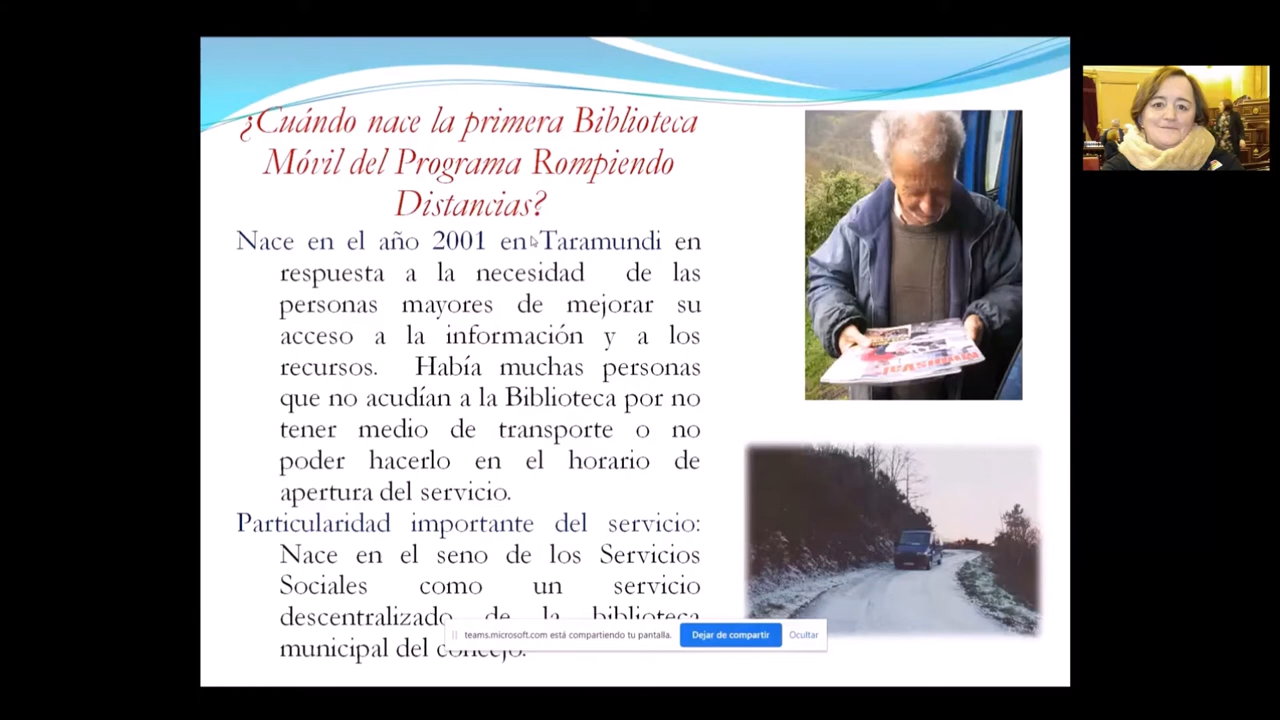 ¿Cuándo nace la primera Biblioteca
Móvil del Programa Rompiendo
Distancias?
Nace en el año 2001 en Taramundi en
respuesta a la necesidad de las
personas mayores de mejorar su
acceso a la información y a los
recursos. Había muchas personas
que no acudían a la Biblioteca por no
tener medio de transporte o no
poder hacerlo en el horario de
apertura del servicio.
Particularidad importante del servicio:
Nace en el seno de los Servicios
Sociales como un servicio
descentralizado de la biblioteca
municipal del concejo.
teams.microsoft.com está compartiendo tu pantalla.
Dejar de compartir
Ocultar